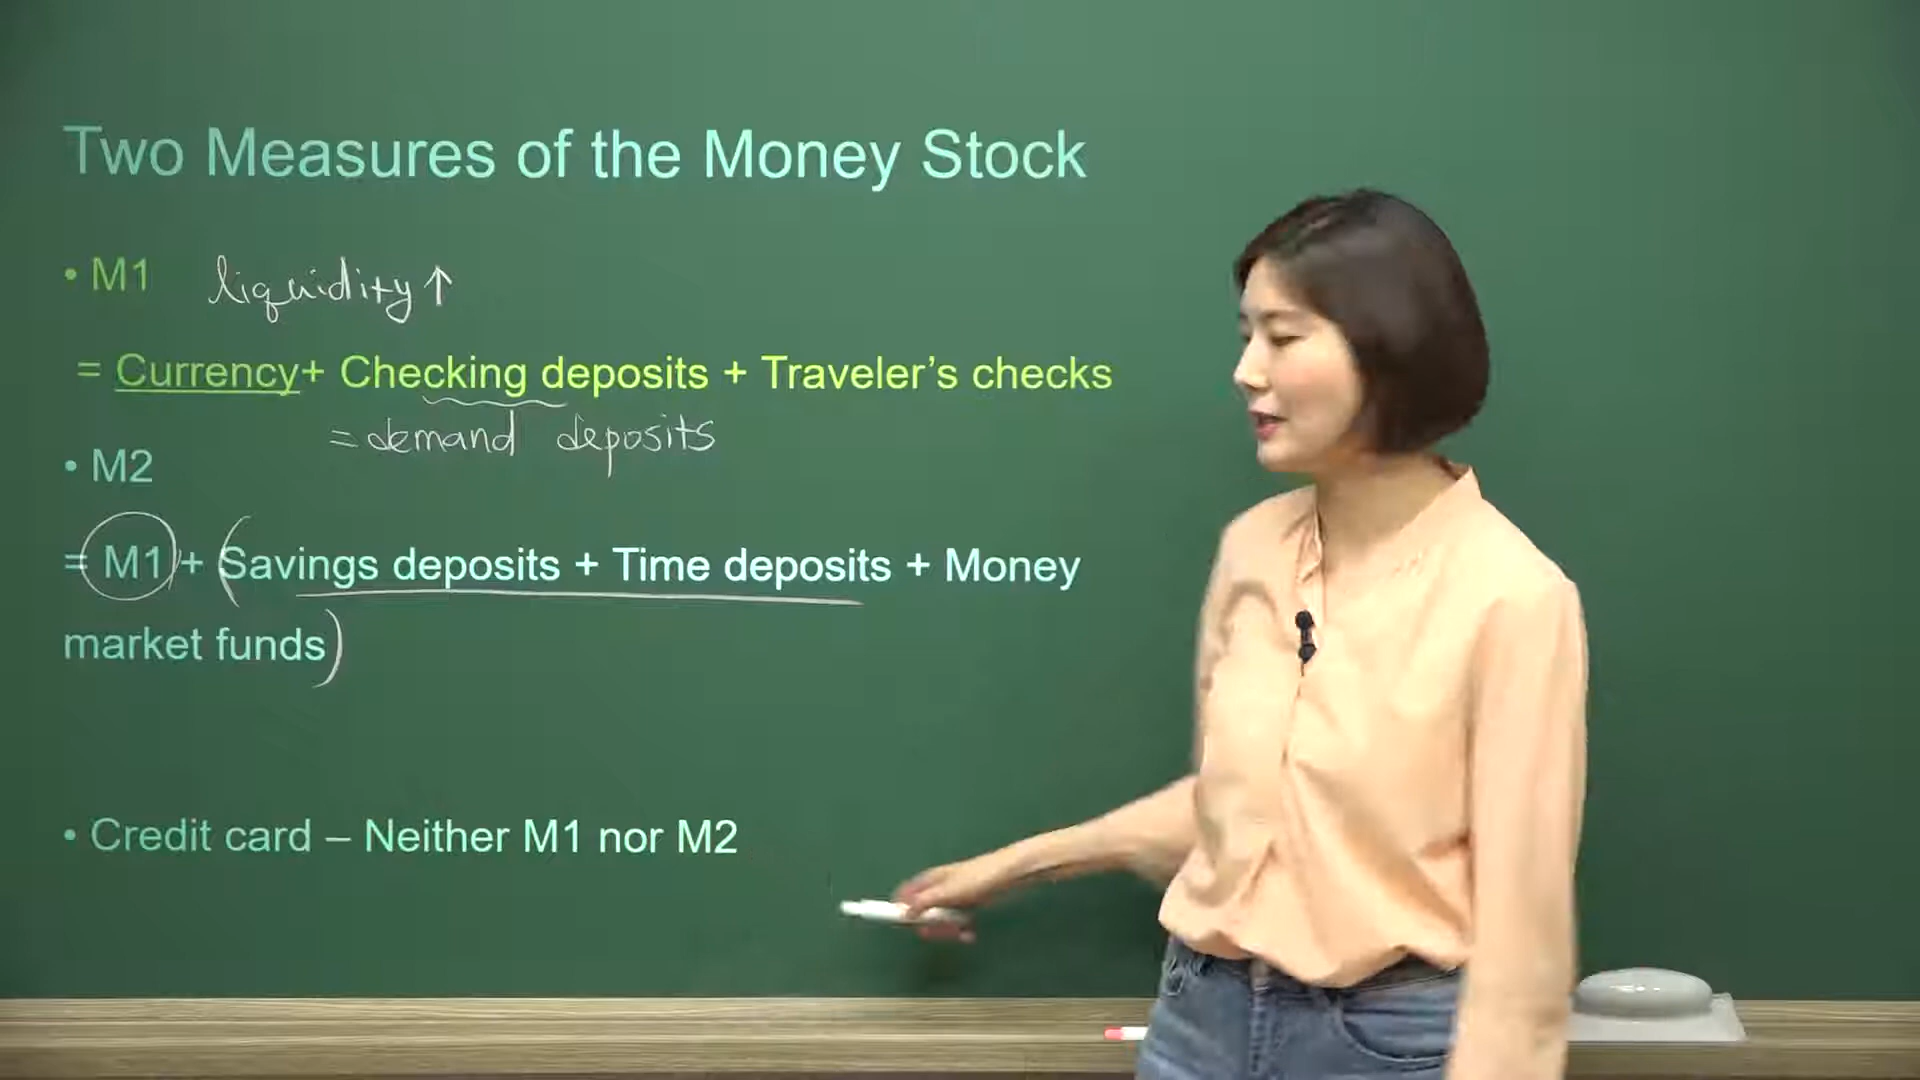 Two Measures of the Money Stock
• M1 liquidity ↑
= Currency+ Checking deposits + Traveler’s checks
= demand deposits
• M2
= M1 + (Savings deposits + Time deposits + Money
market funds)
• Credit card – Neither M1 nor M2